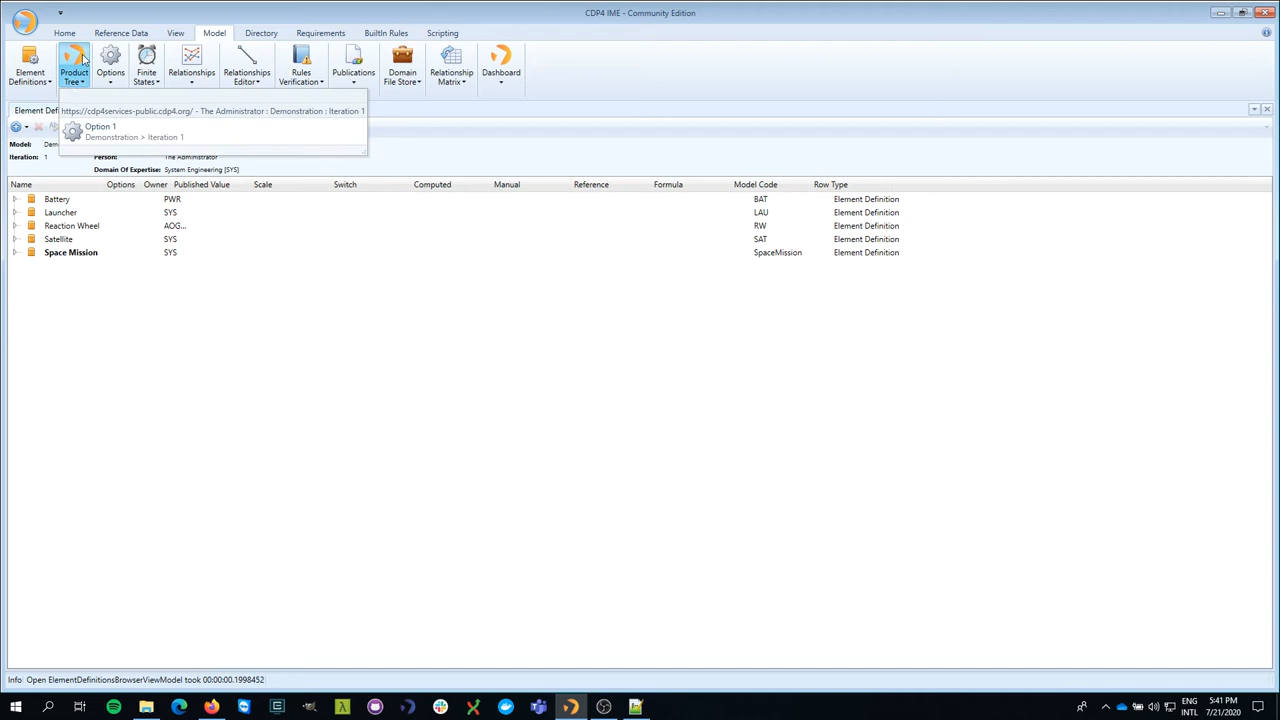 CDP4 IME - Community Edition
Home Reference Data View Model Directory Requirements BuiltIn Rules Scripting
Element Definitions
Product Tree
Options
Finite States
Relationships
Relationships Editor
Rules Verification
Publications
Domain File Store
Relationship Matrix
Dashboard
Element Defi
https://cdp4services-public.cdp4.org/ - The Administrator : Demonstration : Iteration 1
Option 1
Demonstration > Iteration 1
Model: Dem
Iteration: 1 Person: The Administrator
Domain Of Expertise: System Engineering [SYS]
Name Options Owner Published Value Scale Switch Computed Manual Reference Formula Model Code Row Type
Battery PWR BAT Element Definition
Launcher SYS LAU Element Definition
Reaction Wheel AOG... RW Element Definition
Satellite SYS SAT Element Definition
Space Mission SYS SpaceMission Element Definition
Info: Open ElementDefinitionsBrowserViewModel took 00:00:00.1998452
ENG 5:41 PM
INTL 7/21/2020